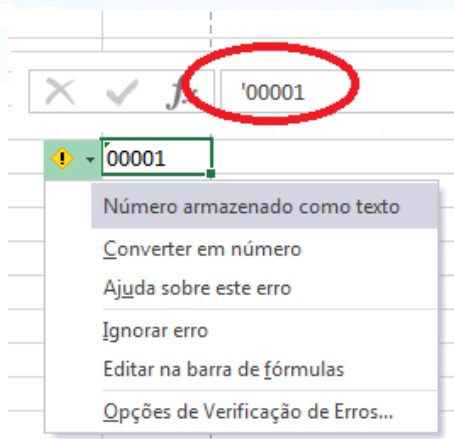 fx '00001
00001
Número armazenado como texto
Converter em número
Ajuda sobre este erro
Ignorar erro
Editar na barra de fórmulas
Opções de Verificação de Erros...